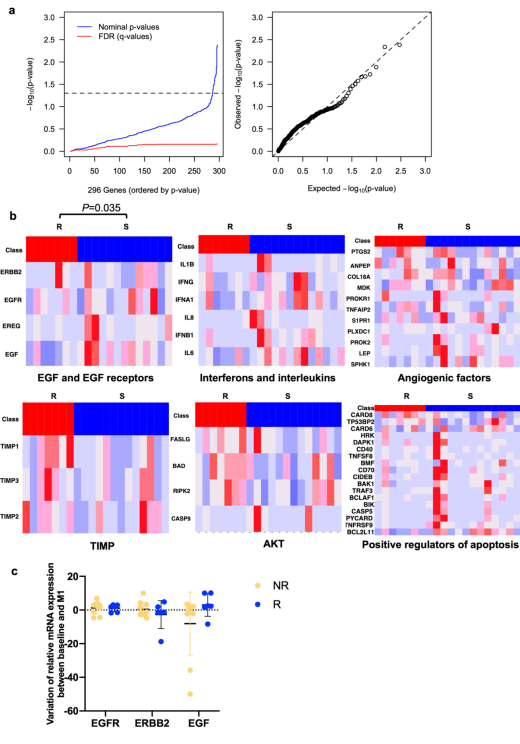 a
3.0
2.5
2.0
1.5
1.0
0.5
0.0
−log10(p-value)
Nominal p-values
FDR (q-values)
0 50 100 150 200 250 300
296 Genes (ordered by p-value)
3.0
2.5
2.0
1.5
1.0
0.5
0.0
Observed −log10(p-value)
0.0 0.5 1.0 1.5 2.0 2.5 3.0
Expected −log10(p-value)
b
P=0.035
R S
Class
ERBB2
EGFR
EREG
EGF
EGF and EGF receptors
R S
Class
IL1B
IFNG
IFNA1
IL8
IFNB1
IL6
Interferons and interleukins
R S
Class
PTGS2
ANPEP
COL18A
MDK
PROKR1
TNFAIP2
S1PR1
PLXDC1
PROK2
LEP
SPHK1
Angiogenic factors
R S
Class
TIMP1
TIMP3
TIMP2
TIMP
R S
Class
FASLG
BAD
RIPK2
CASP9
AKT
R S
Class
CARD8
TP53BP2
CARD6
HRK
DAPK1
CD40
TNFSF8
BMF
CD70
CIDEB
BAK1
TRAF3
BCLAF1
BIK
CASP5
PYCARD
TNFRSF9
BCL2L11
Positive regulators of apoptosis
c
Variation of relative mRNA expression
between baseline and M1)
20
0
-20
-40
-60
EGFR ERBB2 EGF
NR
R